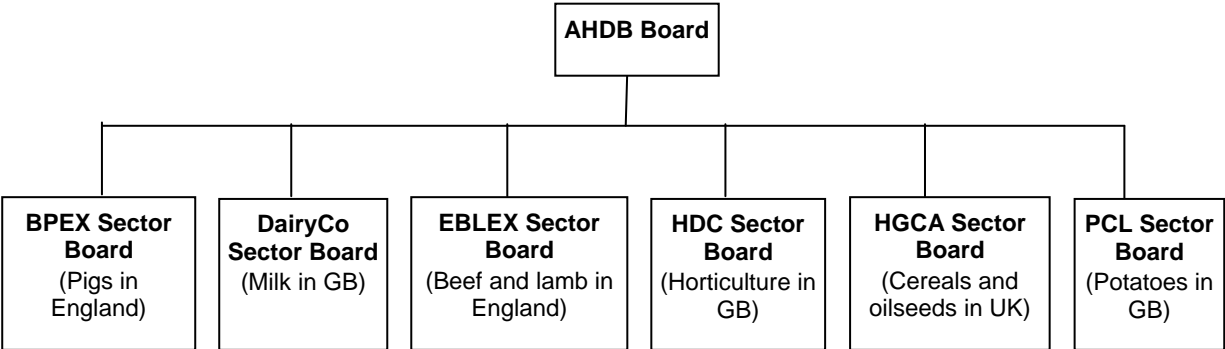 AHDB Board
BPEX Sector
Board
(Pigs in
England)
DairyCo
Sector Board
(Milk in GB)
EBLEX Sector
Board
(Beef and lamb in
England)
HDC Sector
Board
(Horticulture in
GB)
HGCA Sector
Board
(Cereals and
oilseeds in UK)
PCL Sector
Board
(Potatoes in
GB)